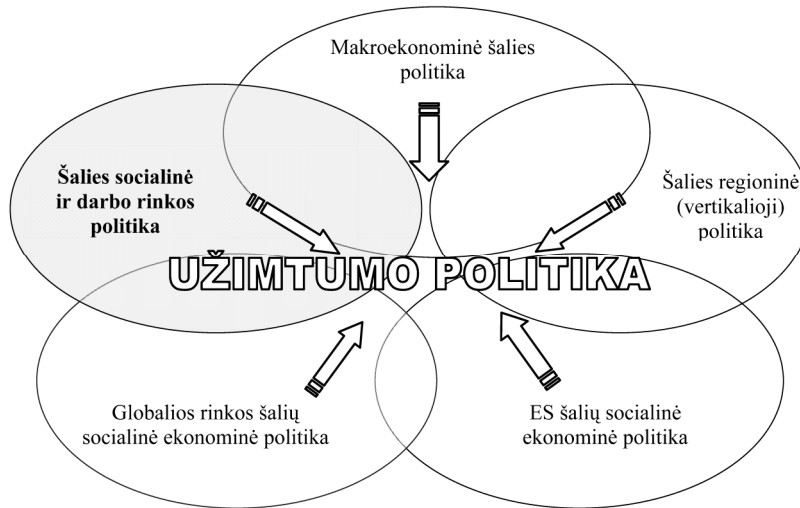 Makroekonominė šalies
politika
Šalies socialinė
ir darbo rinkos
politika
Šalies regioninė
(vertikalioji)
politika
UŽIMTUMO POLITIKA
Globalios rinkos šalių
socialinė ekonominė politika
ES šalių socialinė
ekonominė politika